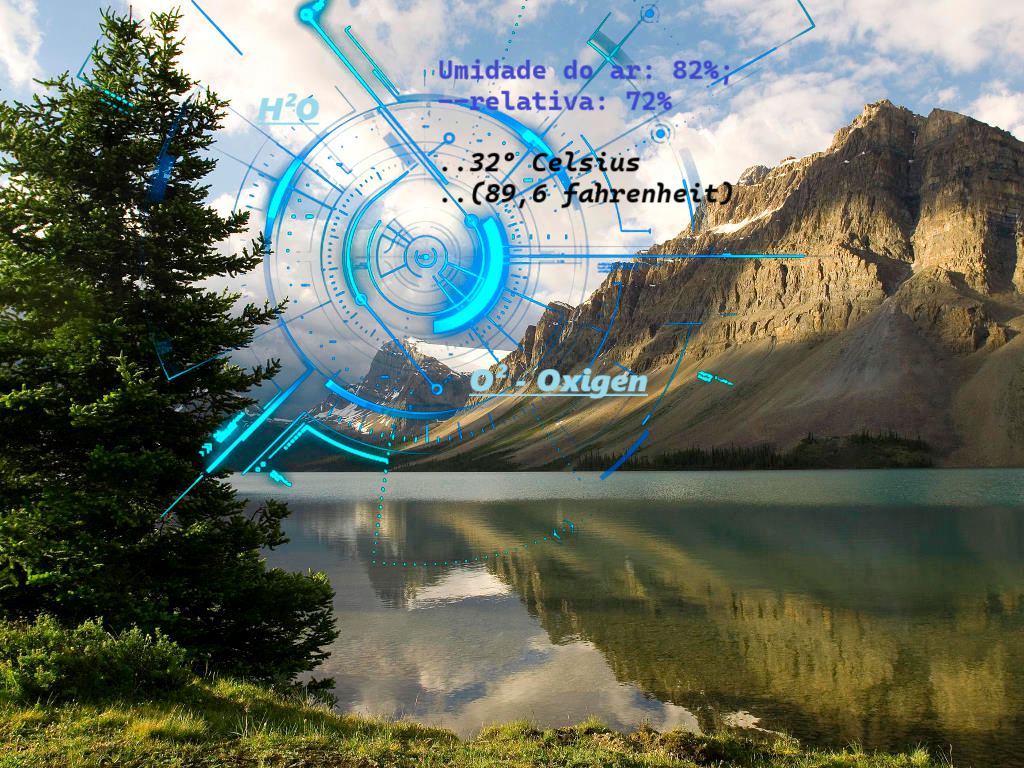 Umidade do ar: 82%;
--relativa: 72%
H²O
..32° Celsius
..(89,6 fahrenheit)
O² - Oxigen